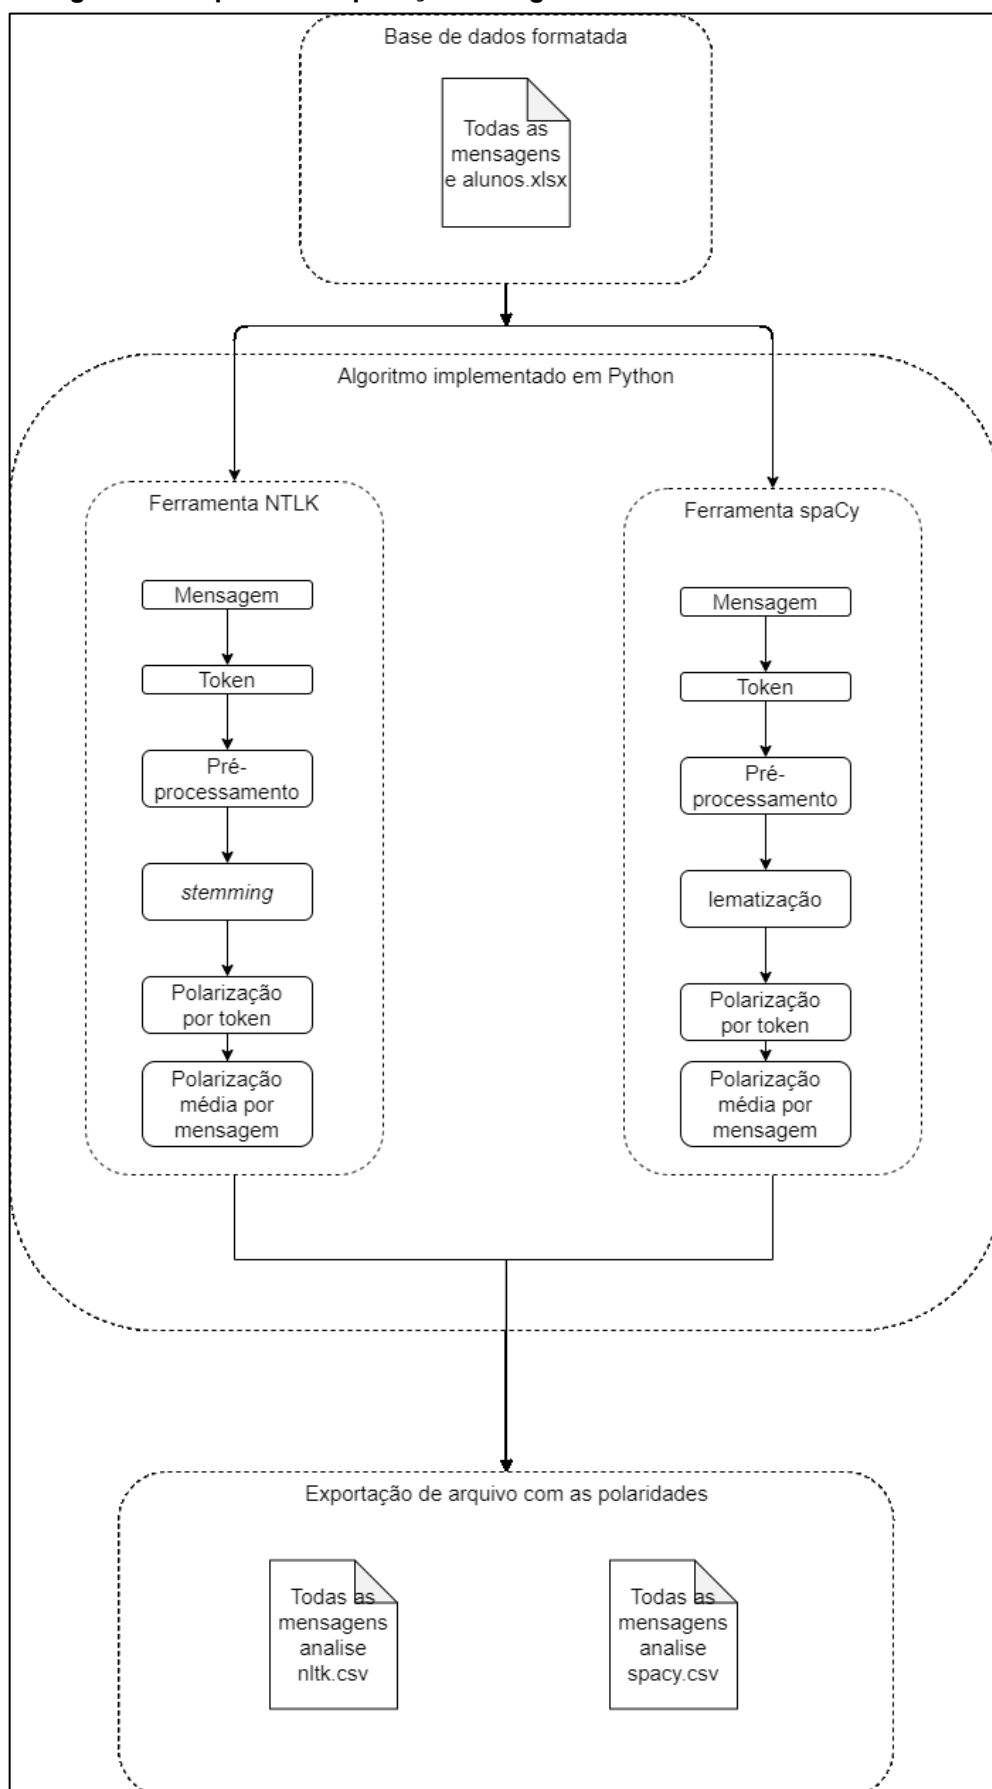 Base de dados formatada
Todas as
mensagens
e alunos.xlsx
Algoritmo implementado em Python
Ferramenta NTLK
Mensagem
Token
Pré-
processamento
stemming
Polarização
por token
Polarização
média por
mensagem
Ferramenta spaCy
Mensagem
Token
Pré-
processamento
lematização
Polarização
por token
Polarização
média por
mensagem
Exportação de arquivo com as polaridades
Todas as
mensagens
analise
nltk.csv
Todas as
mensagens
analise
spacy.csv